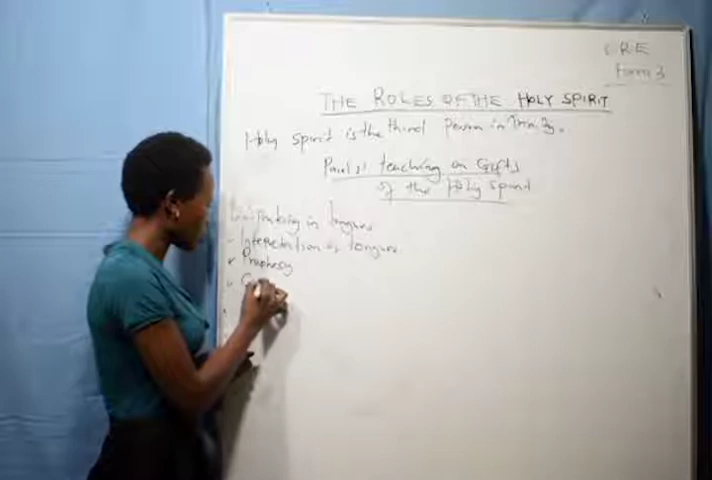 C.R.E
Form 3
THE ROLES OF THE HOLY SPIRIT
Holy spirit is the third Person in Trinity.
Paul's teaching on Gifts
of the Holy spirit
in tongues
- Interpretation of tongues
Prophesy